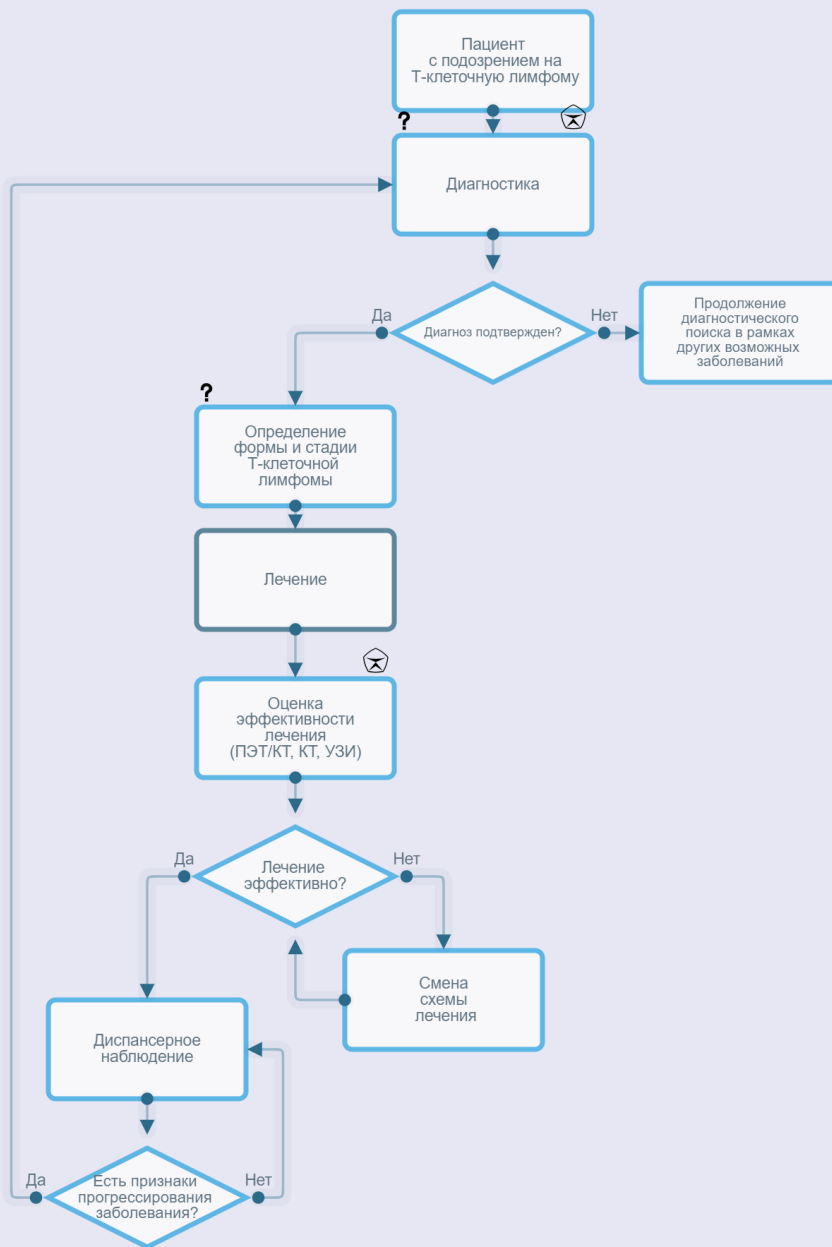 Пациент
с подозрением на
Т-клеточную лимфому
?
Диагностика
Да
Диагноз подтвержден?
Нет
Продолжение
диагностического
поиска в рамках
других возможных
заболеваний
?
Определение
формы и стадии
Т-клеточной
лимфомы
Лечение
Оценка
эффективности
лечения
(ПЭТ/КТ, КТ, УЗИ)
Да
Лечение
эффективно?
Нет
Смена
схемы
лечения
Диспансерное
наблюдение
Да
Есть признаки
прогрессирования
заболевания?
Нет